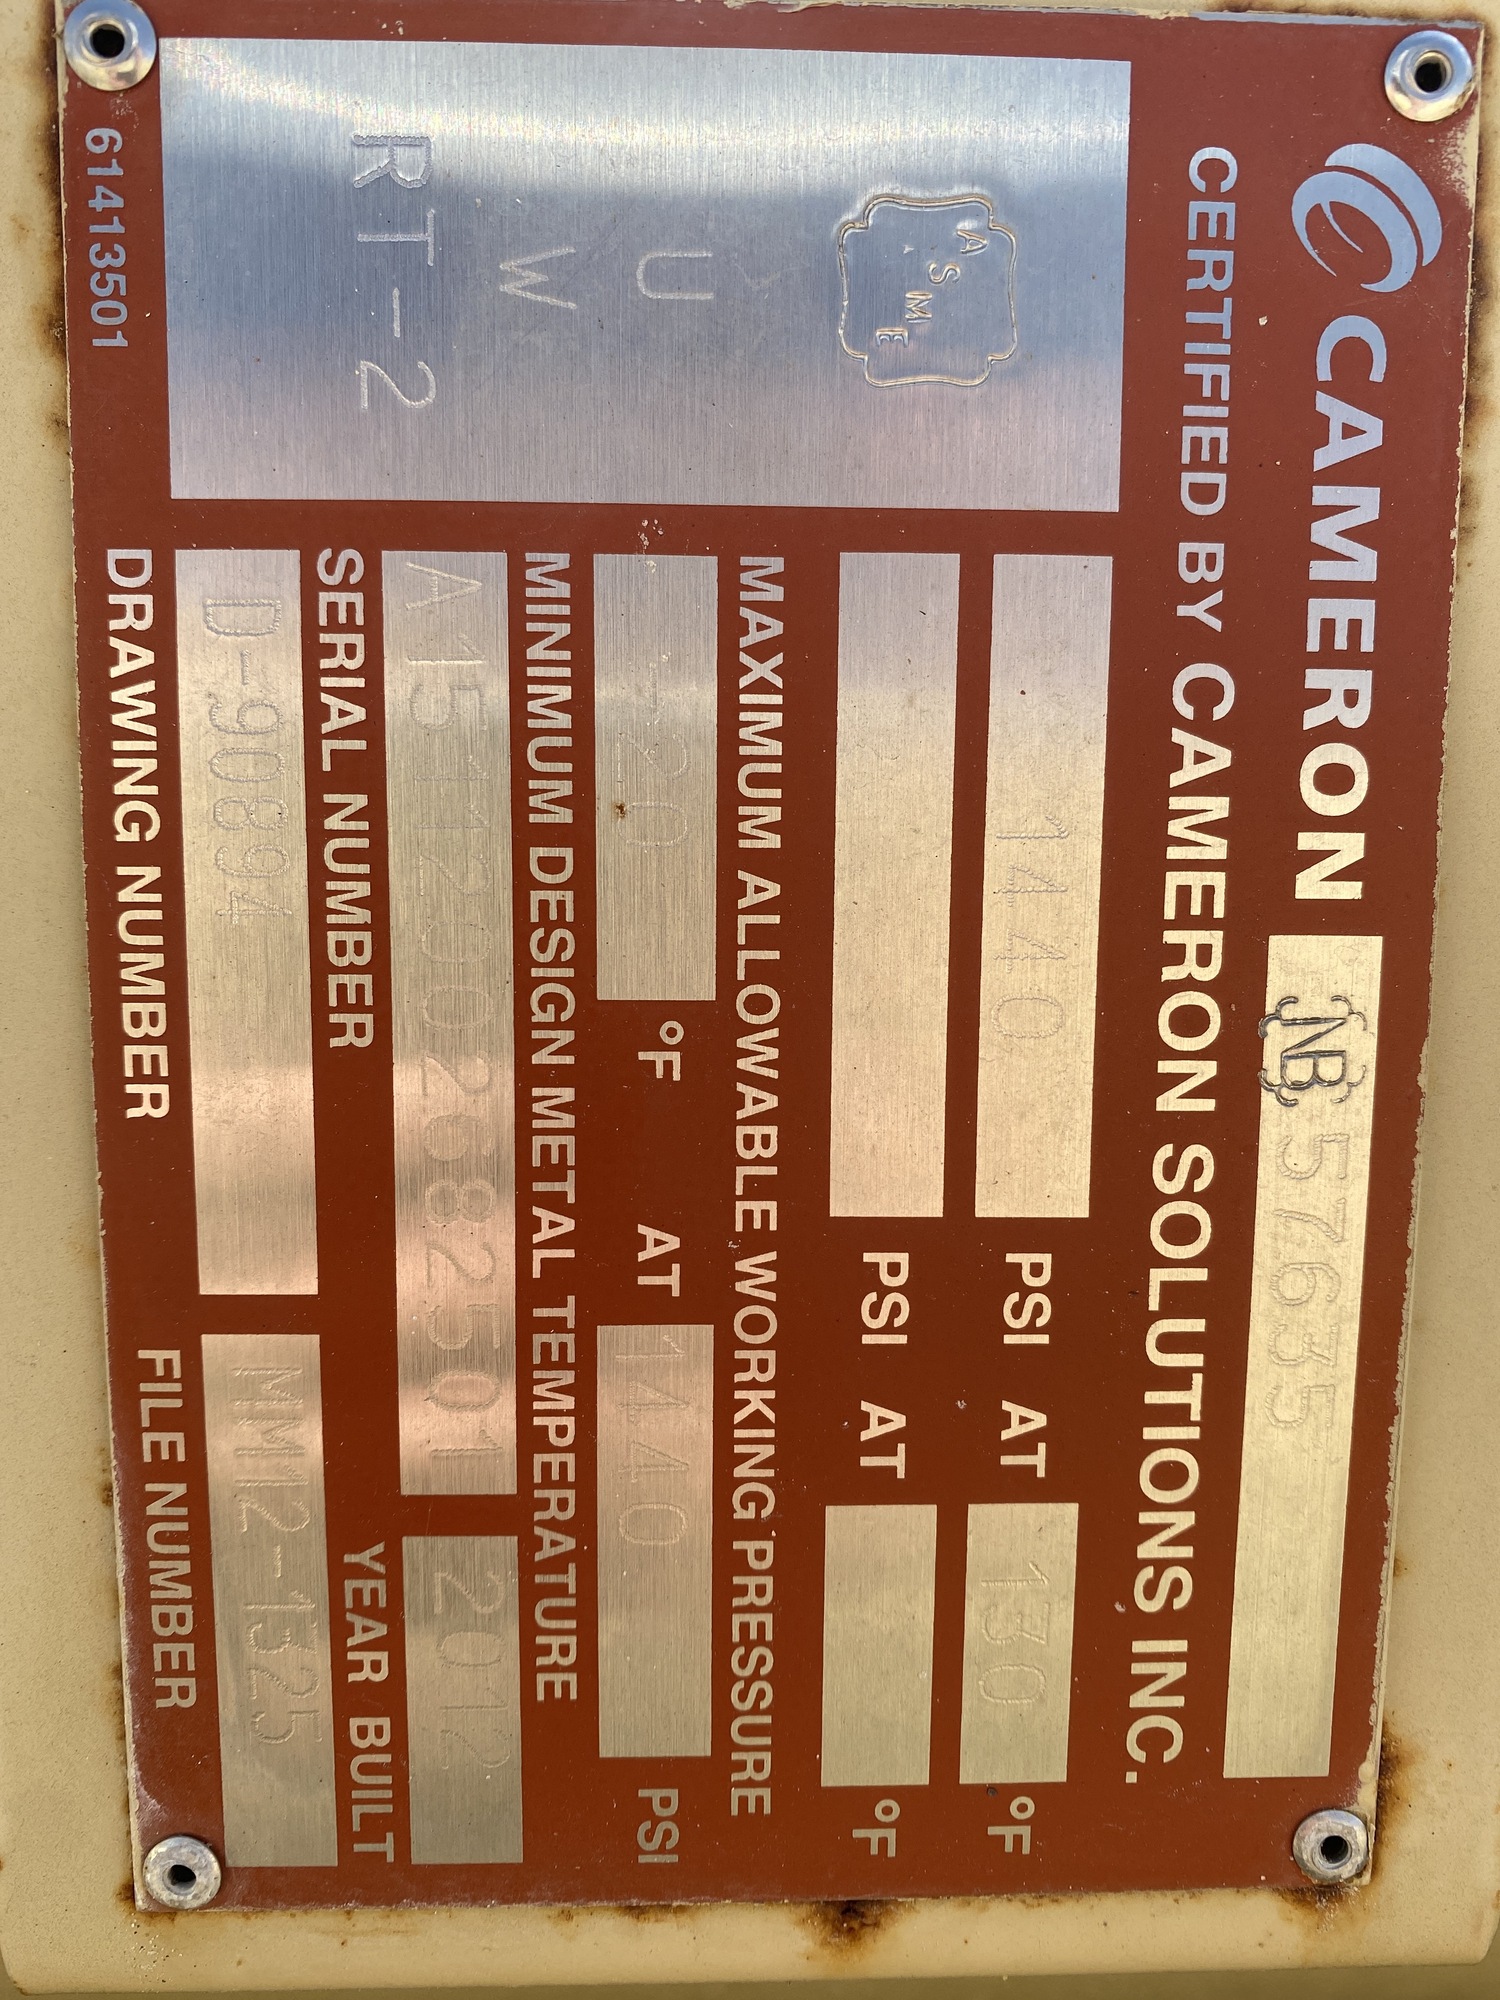 CAMERON NB 57635
CERTIFIED BY CAMERON SOLUTIONS INC.
ASME
U
W
RT-2
1440 PSI AT 130 °F
PSI AT °F
MAXIMUM ALLOWABLE WORKING PRESSURE
-20 °F AT 1440 PSI
MINIMUM DESIGN METAL TEMPERATURE
A15112002682501 2012
SERIAL NUMBER YEAR BUILT
D-90894 MM12-1325
DRAWING NUMBER FILE NUMBER
61413501